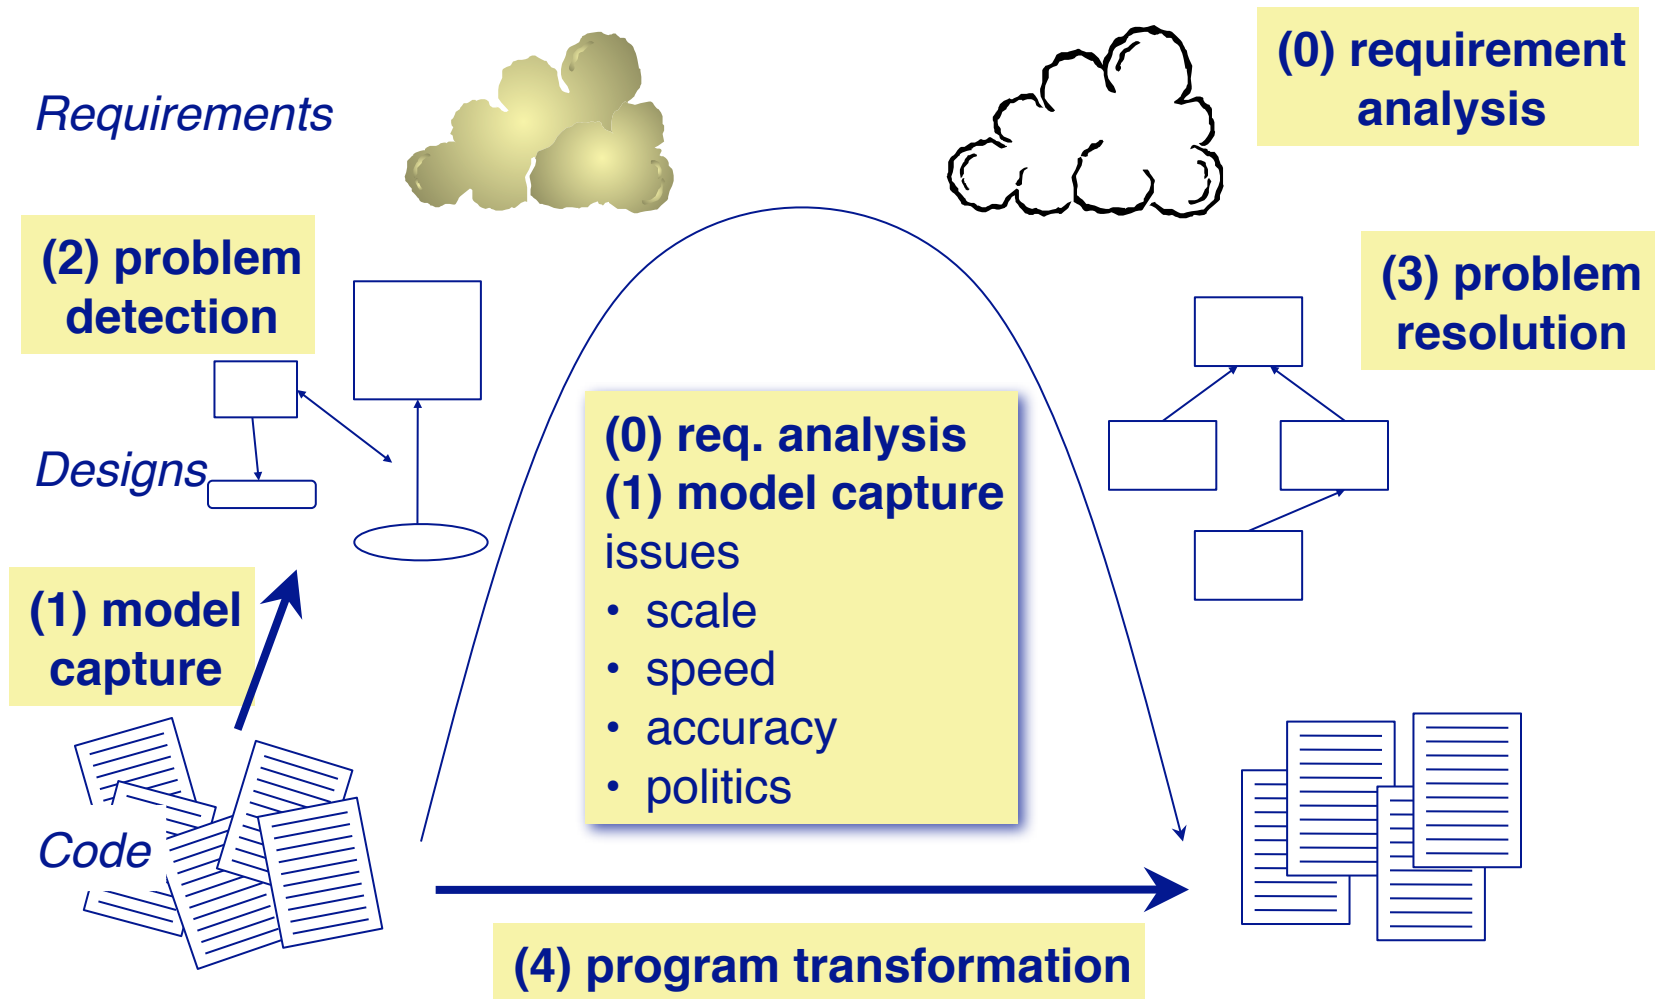 Requirements
(0) requirement
analysis
(2) problem
detection
(3) problem
resolution
Designs
(0) req. analysis
(1) model capture
issues
• scale
• speed
• accuracy
• politics
(1) model
capture
Code
(4) program transformation